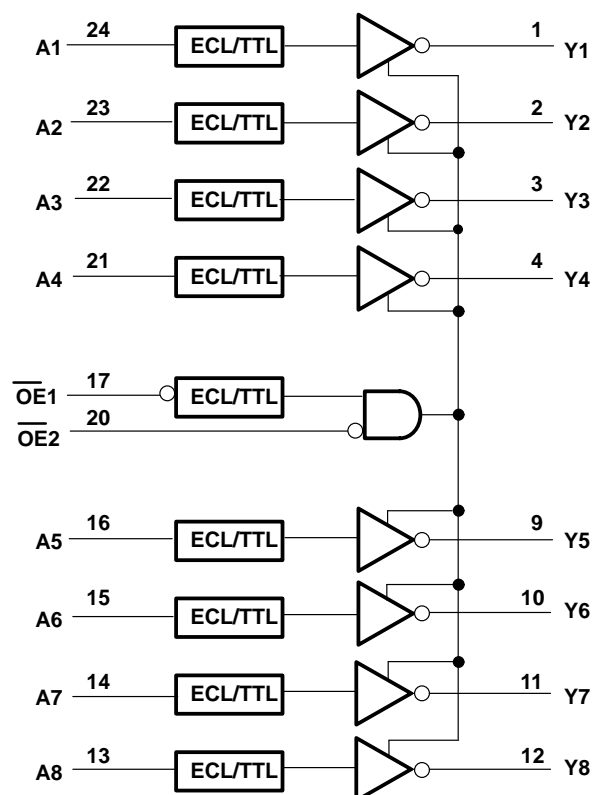 A1 24 ECL/TTL 1 Y1
A2 23 ECL/TTL 2 Y2
A3 22 ECL/TTL 3 Y3
A4 21 ECL/TTL 4 Y4
O̅E̅1 17 ECL/TTL
O̅E̅2 20
A5 16 ECL/TTL 9 Y5
A6 15 ECL/TTL 10 Y6
A7 14 ECL/TTL 11 Y7
A8 13 ECL/TTL 12 Y8